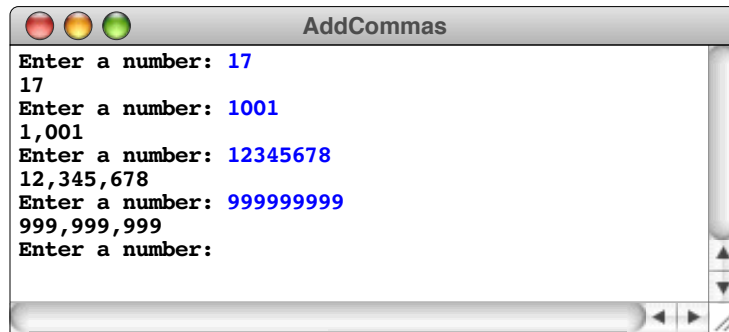 AddCommas
Enter a number: 17
17
Enter a number: 1001
1,001
Enter a number: 12345678
12,345,678
Enter a number: 999999999
999,999,999
Enter a number: